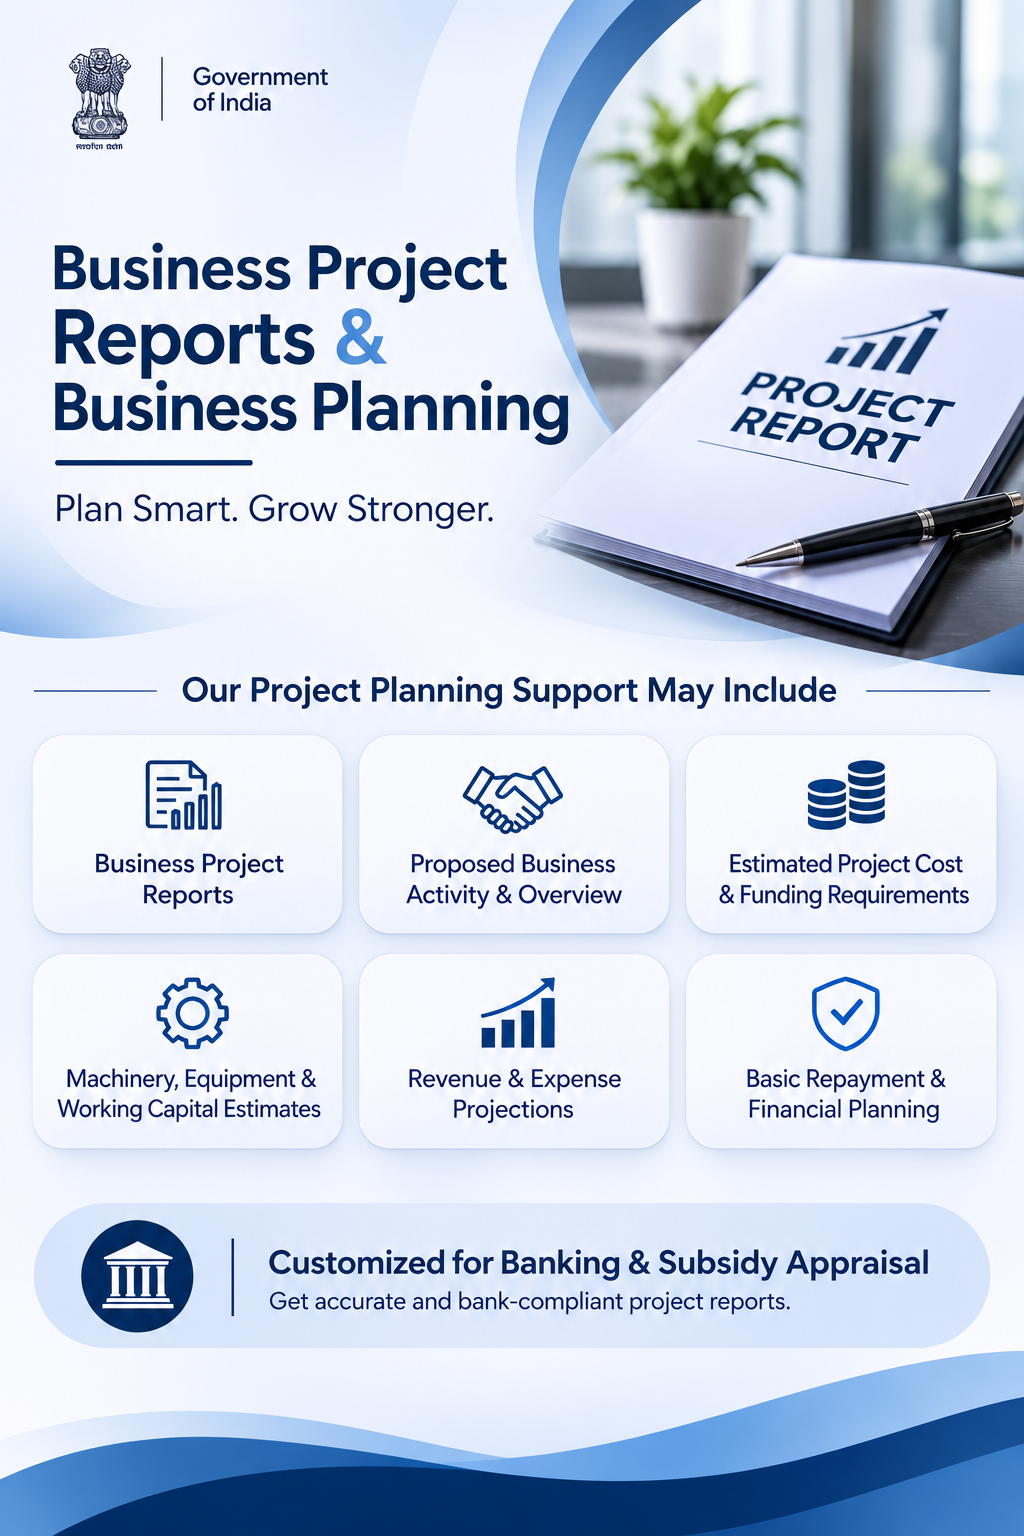 Government
of India
Business Project
Reports &
Business Planning
Plan Smart. Grow Stronger.
PROJECT
REPORT
Our Project Planning Support May Include
Business Project
Reports
Proposed Business
Activity & Overview
Estimated Project Cost
& Funding Requirements
Machinery, Equipment &
Working Capital Estimates
Revenue & Expense
Projections
Basic Repayment &
Financial Planning
Customized for Banking & Subsidy Appraisal
Get accurate and bank-compliant project reports.